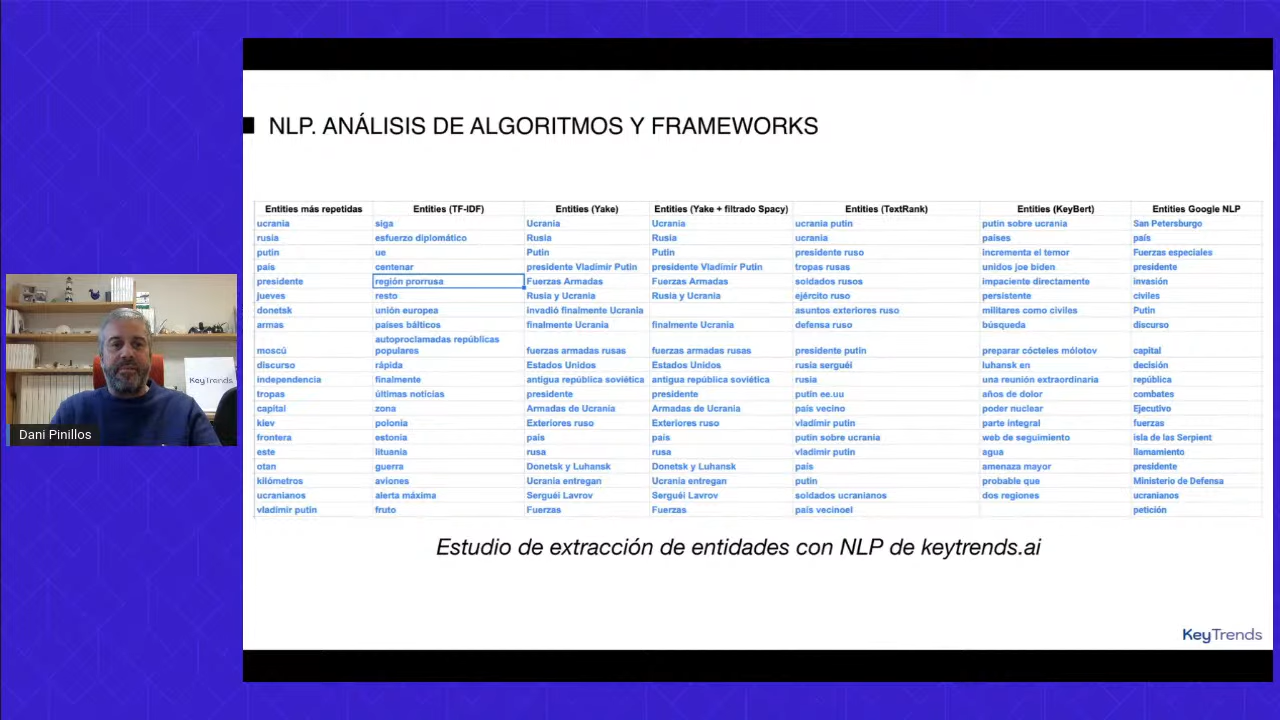 NLP. ANÁLISIS DE ALGORITMOS Y FRAMEWORKS
Entities más repetidas Entities (TF-IDF) Entities (Yake) Entities (Yake + filtrado Spacy) Entities (TextRank) Entities (KeyBert) Entities Google NLP
ucrania siga Ucrania Ucrania ucrania putin putin sobre ucrania San Petersburgo
rusia esfuerzo diplomático Rusia Rusia ucrania países país
putin ue Putin Putin presidente ruso incrementa el temor Fuerzas especiales
país centenar presidente Vladimir Putin presidente Vladimir Putin tropas rusas unidos joe biden presidente
presidente región prorrusa Fuerzas Armadas Fuerzas Armadas soldados rusos impaciente directamente invasión
jueves resto Rusia y Ucrania Rusia y Ucrania ejército ruso persistente civiles
donetsk unión europea invadió finalmente Ucrania asuntos exteriores ruso militares como civiles Putin
armas países bálticos finalmente Ucrania finalmente Ucrania defensa ruso búsqueda discurso
autoproclamadas repúblicas
moscú populares fuerzas armadas rusas fuerzas armadas rusas presidente putin preparar cócteles mólotov capital
discurso rápida Estados Unidos Estados Unidos rusia serguéi luhansk en decisión
independencia finalmente antigua república soviética antigua república soviética rusia una reunión extraordinaria república
tropas últimas noticias presidente presidente putin ee.uu años de dolor combates
capital zona Armadas de Ucrania Armadas de Ucrania país vecino poder nuclear Ejecutivo
kiev polonia Exteriores ruso Exteriores ruso vladimir putin parte integral fuerzas
frontera estonia país país putin sobre ucrania web de seguimiento isla de las Serpient
este lituania rusa rusa vladimir putin agua llamamiento
otan guerra Donetsk y Luhansk Donetsk y Luhansk país amenaza mayor presidente
kilómetros aviones Ucrania entregan Ucrania entregan putin probable que Ministerio de Defensa
ucranianos alerta máxima Serguéi Lavrov Serguéi Lavrov soldados ucranianos dos regiones ucranianos
vladimir putin fruto Fuerzas Fuerzas país vecinoel petición
Estudio de extracción de entidades con NLP de keytrends.ai
KeyTrends
KeyTrends
Dani Pinillos